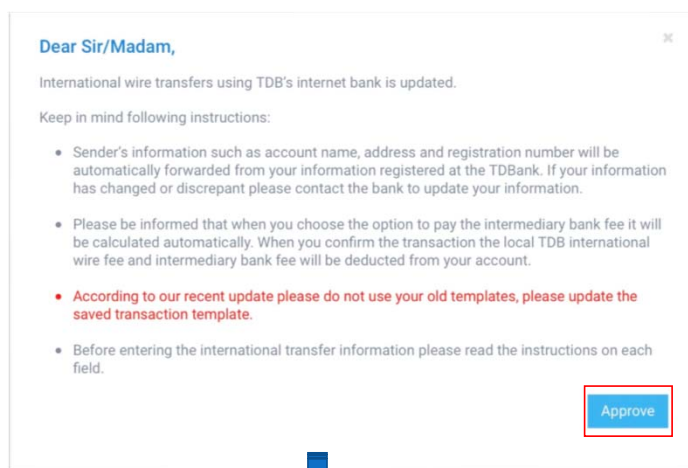 Dear Sir/Madam,
International wire transfers using TDB's internet bank is updated.
Keep in mind following instructions:
• Sender's information such as account name, address and registration number will be
automatically forwarded from your information registered at the TDBank. If your information
has changed or discrepant please contact the bank to update your information.
• Please be informed that when you choose the option to pay the intermediary bank fee it will
be calculated automatically. When you confirm the transaction the local TDB international
wire fee and intermediary bank fee will be deducted from your account.
• According to our recent update please do not use your old templates, please update the
saved transaction template.
• Before entering the international transfer information please read the instructions on each
field.
Approve